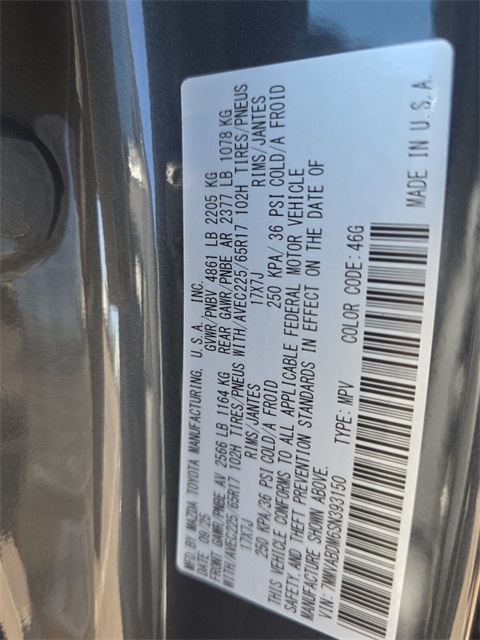 MFD. BY MAZDA TOYOTA MANUFACTURING, U.S.A., INC.
DATE 09/25 GVWR/PNBV 4861 LB 2205 KG
GAWR/PNBE AV 2566 LB 1164 KG REAR GAWR/PNBE AR 2377 LB 1078 KG
WITH/AVEC225/65R17 102H TIRES/PNEUS WITH/AVEC225/65R17 102H TIRES/PNEUS
17X7J RIMS/JANTES 17X7J RIMS/JANTES
250 KPA/36 PSI COLD/A FROID 250 KPA/36 PSI COLD/A FROID
THIS VEHICLE CONFORMS TO ALL APPLICABLE FEDERAL MOTOR VEHICLE
SAFETY, AND THEFT PREVENTION STANDARDS IN EFFECT ON THE DATE OF
MANUFACTURE SHOWN ABOVE.
VIN: 7MMVABDM6SN393150 TYPE: MPV COLOR CODE: 46G
MADE IN U.S.A.